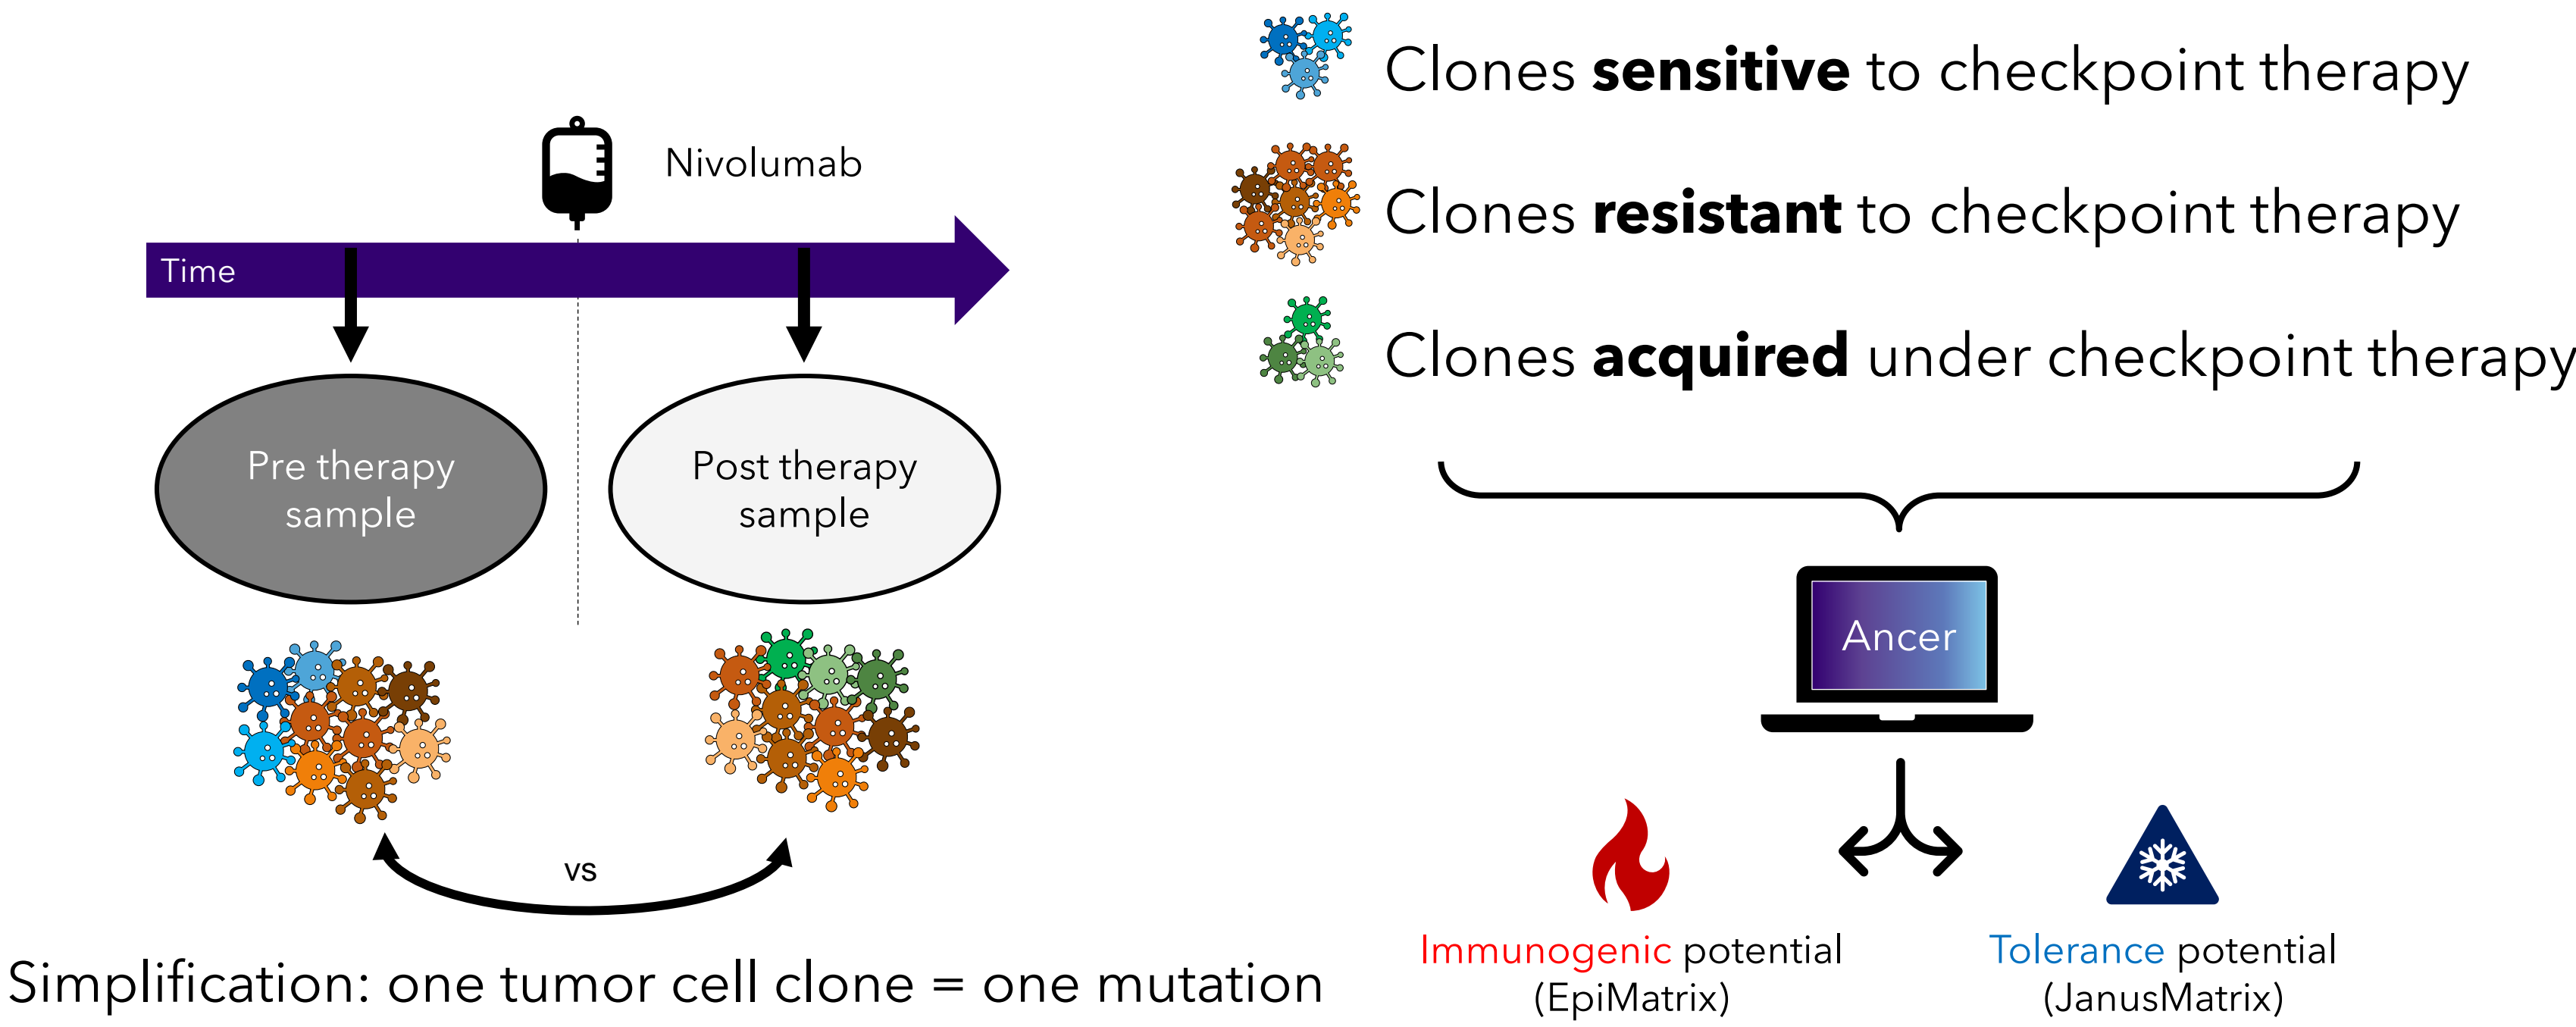 Nivolumab
Time
Pre therapy
sample
Post therapy
sample
vs
Simplification: one tumor cell clone = one mutation
Clones sensitive to checkpoint therapy
Clones resistant to checkpoint therapy
Clones acquired under checkpoint therapy
Ancer
Immunogenic potential
(EpiMatrix)
Tolerance potential
(JanusMatrix)